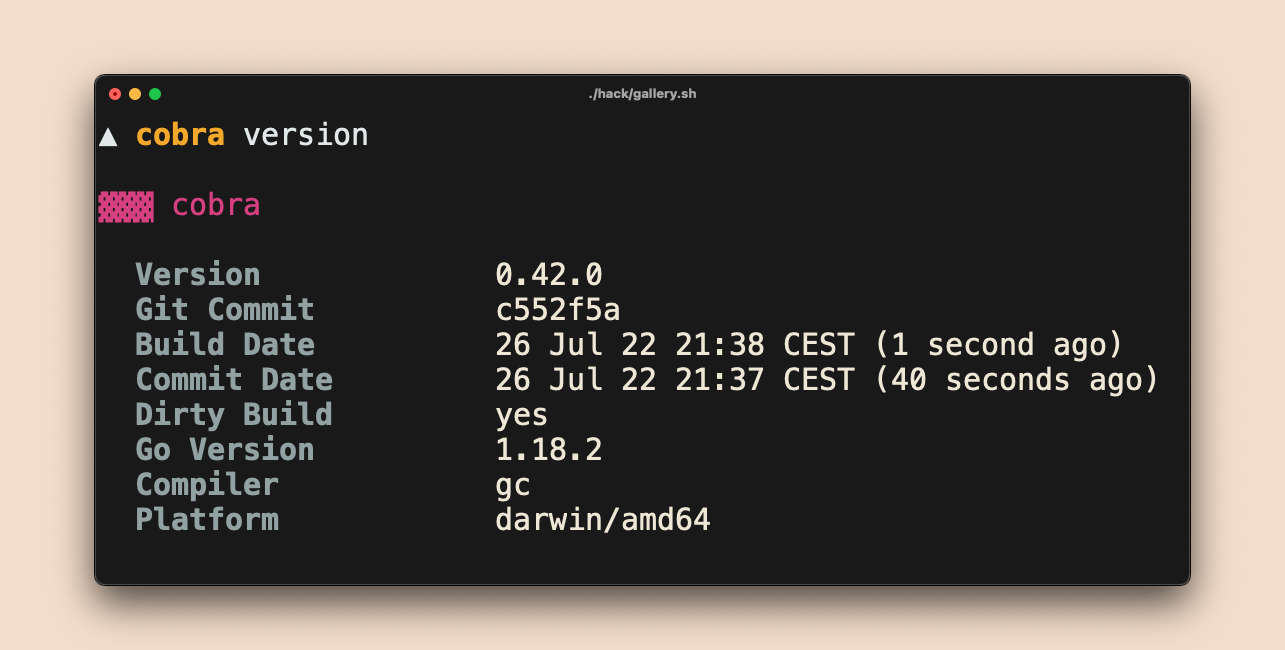 ./hack/gallery.sh
▲ cobra version
▓▓▓ cobra
Version 0.42.0
Git Commit c552f5a
Build Date 26 Jul 22 21:38 CEST (1 second ago)
Commit Date 26 Jul 22 21:37 CEST (40 seconds ago)
Dirty Build yes
Go Version 1.18.2
Compiler gc
Platform darwin/amd64